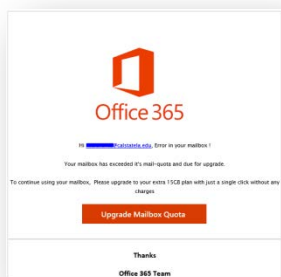 Office 365
Hi @calstatela.edu, Error in your mailbox !
Your mailbox has exceeded it's mail-quota and due for upgrade.
To continue using your mailbox, Please upgrade to your extra 15GB plan with just a single click without any
charges
Upgrade Mailbox Quota
Thanks
Office 365 Team